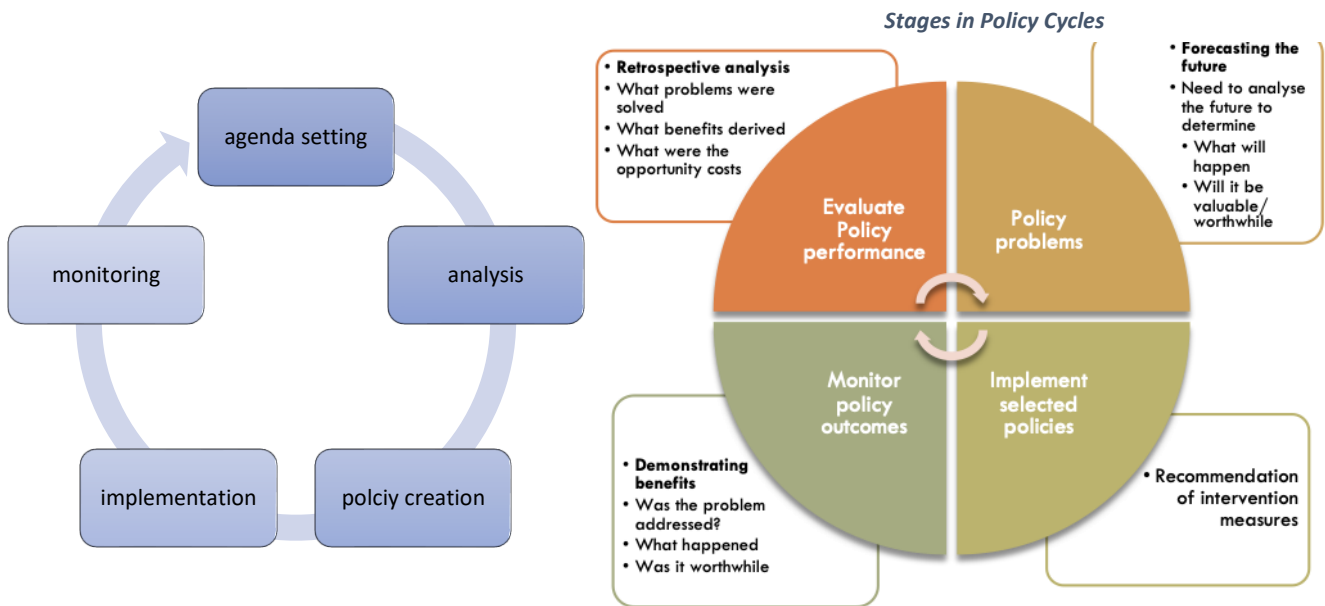 Stages in Policy Cycles
agenda setting
analysis
polciy creation
implementation
monitoring
• Retrospective analysis
• What problems were
solved
• What benefits derived
• What were the
opportunity costs
• Forecasting the
future
• Need to analyse
the future to
determine
• What will
happen
• Will it be
valuable/
worthwhile
Evaluate
Policy
performance
Policy
problems
Monitor
policy
outcomes
Implement
selected
policies
• Demonstrating
benefits
• Was the problem
addressed?
• What happened
• Was it worthwhile
• Recommendation
of intervention
measures